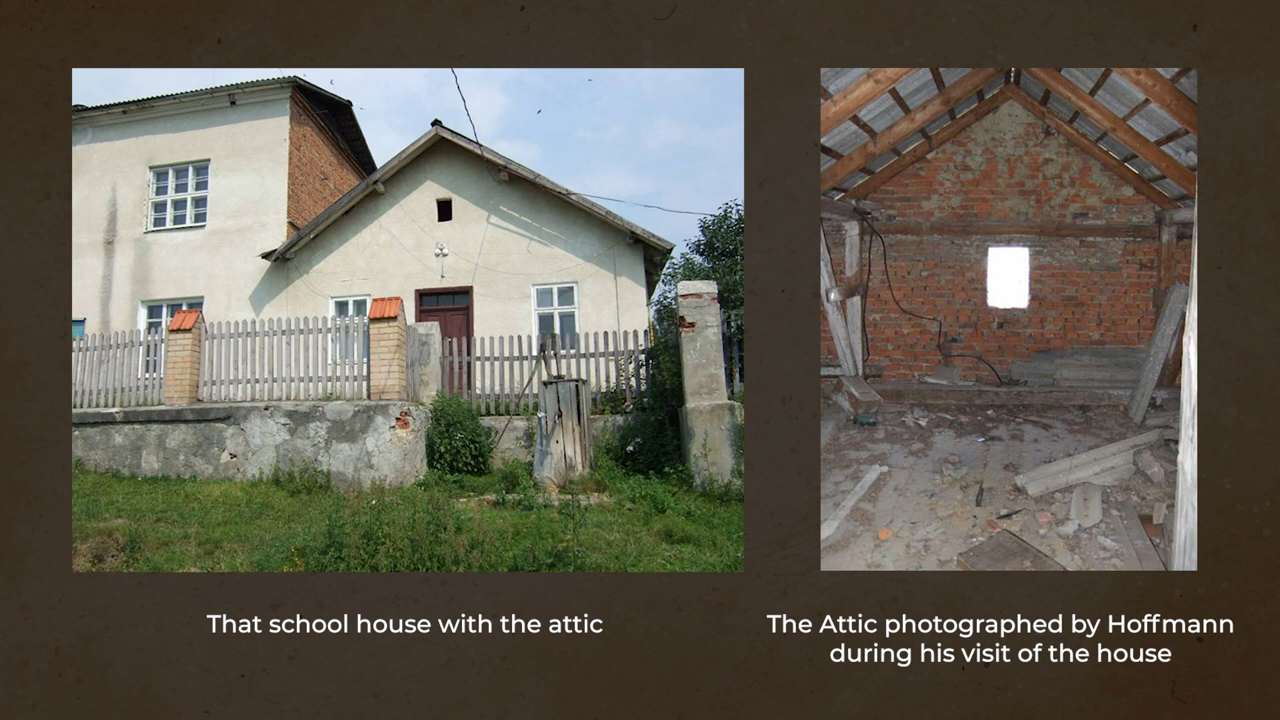 That school house with the attic
The Attic photographed by Hoffmann
during his visit of the house